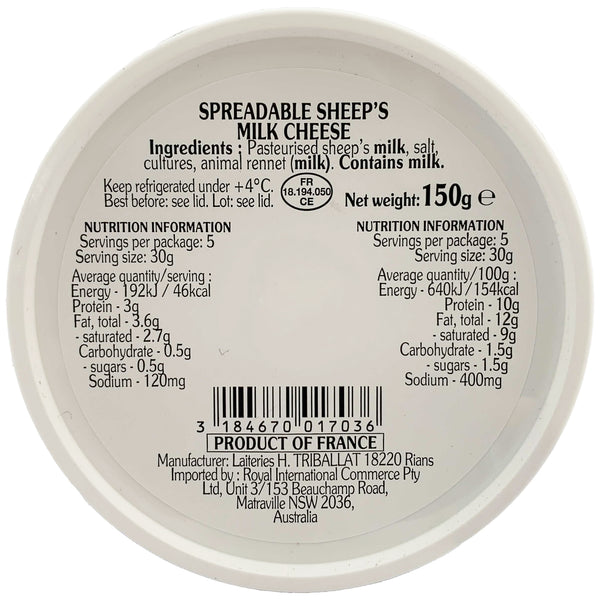 SPREADABLE SHEEP'S
MILK CHEESE
Ingredients : Pasteurised sheep's milk, salt,
cultures, animal rennet (milk). Contains milk.
Keep refrigerated under +4°C.
Best before: see lid. Lot: see lid.
FR
18.194.050
CE
Net weight: 150g ℮
NUTRITION INFORMATION
Servings per package: 5
Serving size: 30g
Average quantity/serving :
Energy - 192kJ / 46kcal
Protein - 3g
Fat, total - 3.6g
- saturated - 2.7g
Carbohydrate - 0.5g
- sugars - 0.5g
Sodium - 120mg
NUTRITION INFORMATION
Servings per package: 5
Serving size: 30g
Average quantity/100g :
Energy - 640kJ/154kcal
Protein - 10g
Fat, total - 12g
- saturated - 9g
Carbohydrate - 1.5g
- sugars - 1.5g
Sodium - 400mg
3 184670 017036
PRODUCT OF FRANCE
Manufacturer: Laiteries H. TRIBALLAT 18220 Rians
Imported by : Royal International Commerce Pty
Ltd, Unit 3/153 Beauchamp Road,
Matraville NSW 2036,
Australia